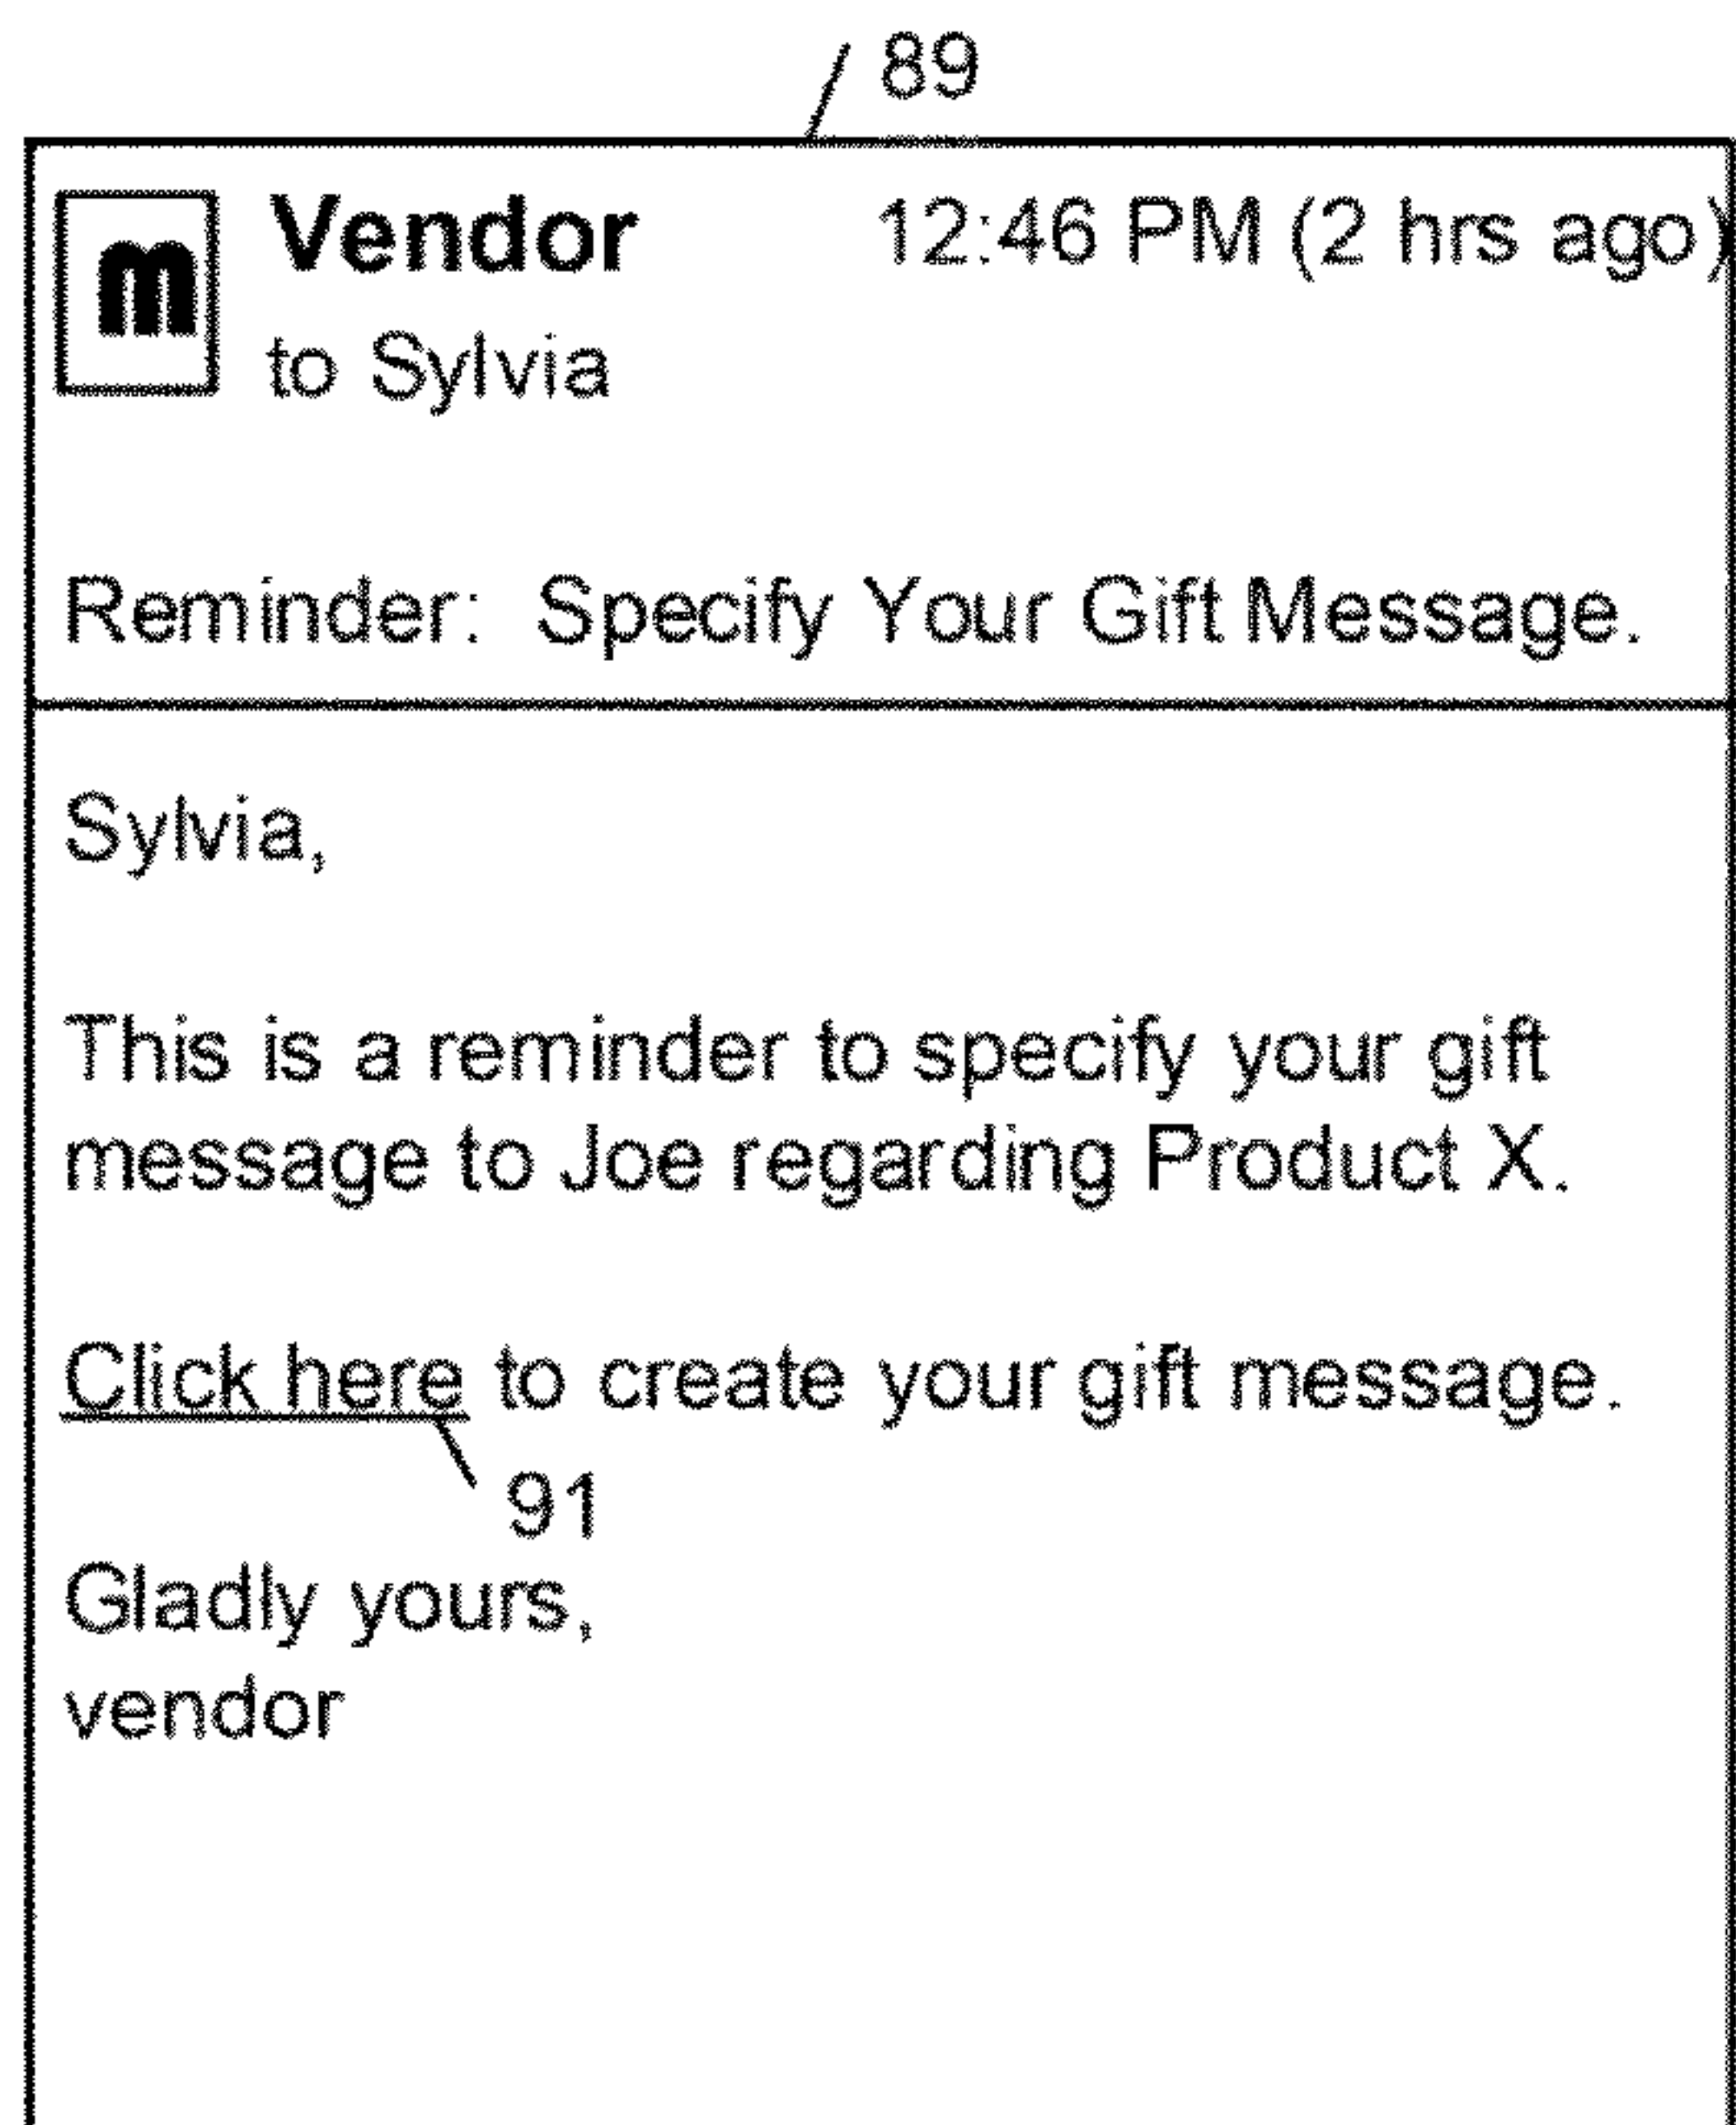 89
m Vendor 12:46 PM (2 hrs ago)
to Sylvia
Reminder: Specify Your Gift Message.
Sylvia,
This is a reminder to specify your gift
message to Joe regarding Product X.
Click here to create your gift message.
91
Gladly yours,
vendor